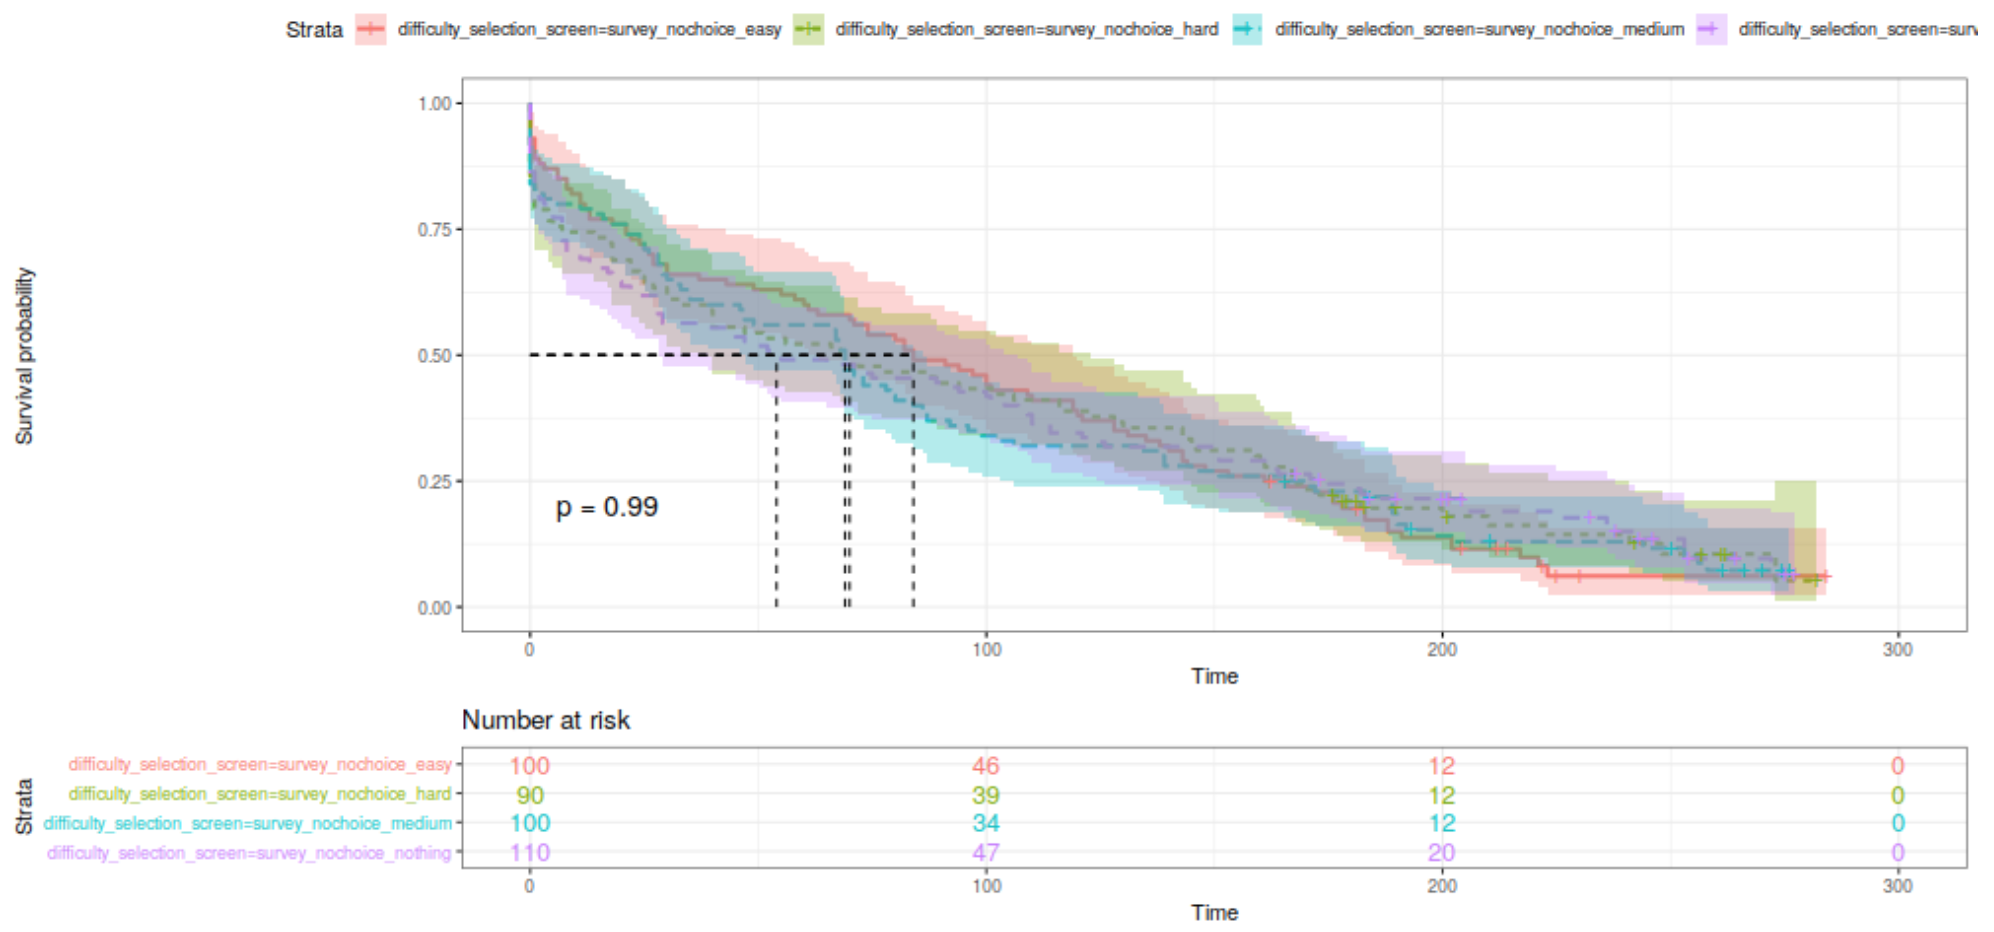 Strata difficulty_selection_screen=survey_nochoice_easy difficulty_selection_screen=survey_nochoice_hard difficulty_selection_screen=survey_nochoice_medium difficulty_selection_screen=surv
Survival probability
1.00
0.75
0.50
0.25
0.00
p = 0.99
0 100 200 300
Time
Number at risk
Strata
difficulty_selection_screen=survey_nochoice_easy 100 46 12 0
difficulty_selection_screen=survey_nochoice_hard 90 39 12 0
difficulty_selection_screen=survey_nochoice_medium 100 34 12 0
difficulty_selection_screen=survey_nochoice_nothing 110 47 20 0
0 100 200 300
Time